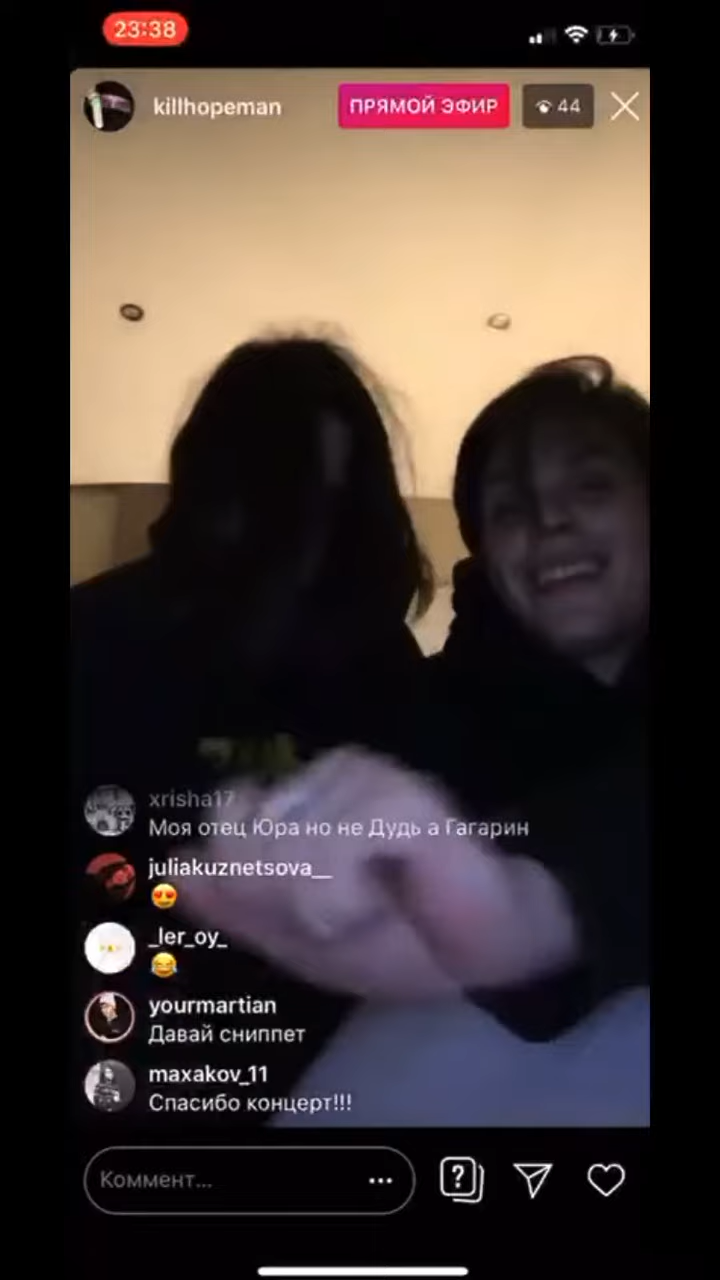 23:38
killhopeman
ПРЯМОЙ ЭФИР
44
xrisha17
Моя отец Юра но не Дудь а Гагарин
juliakuznetsova__
😍
_ler_oy_
😂
yourmartian
Давай сниппет
maxakov_11
Спасибо концерт!!!
Коммент...